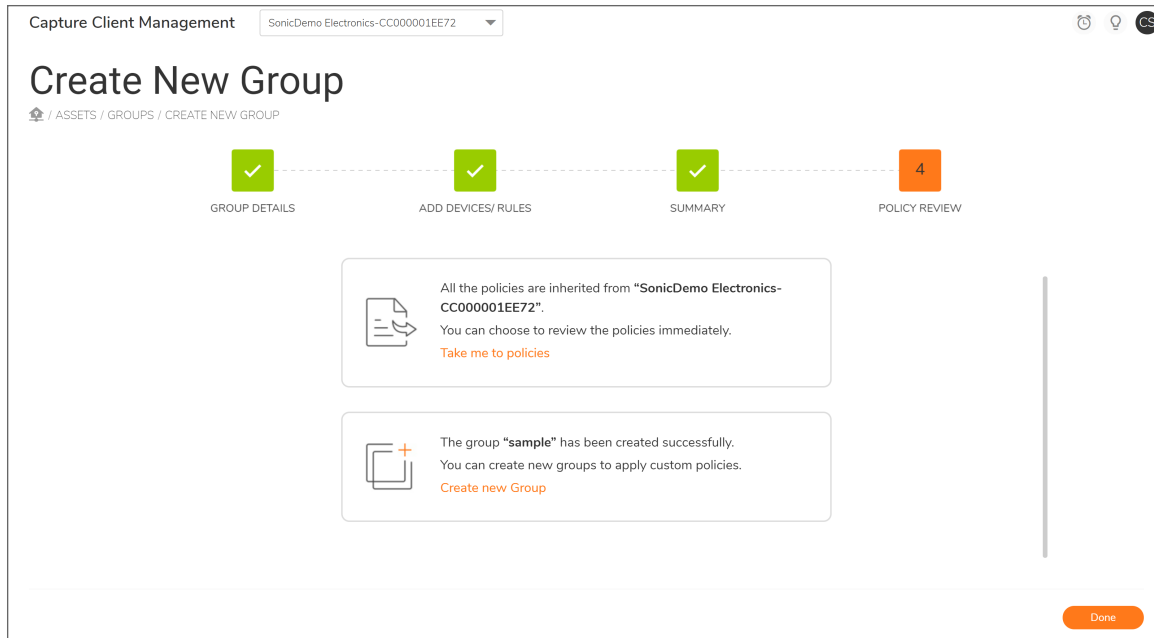 Capture Client Management
SonicDemo Electronics-CC000001EE72
CS
Create New Group
/ ASSETS / GROUPS / CREATE NEW GROUP
4
GROUP DETAILS
ADD DEVICES/ RULES
SUMMARY
POLICY REVIEW
All the policies are inherited from “SonicDemo Electronics-
CC000001EE72”.
You can choose to review the policies immediately.
Take me to policies
The group “sample” has been created successfully.
You can create new groups to apply custom policies.
Create new Group
Done